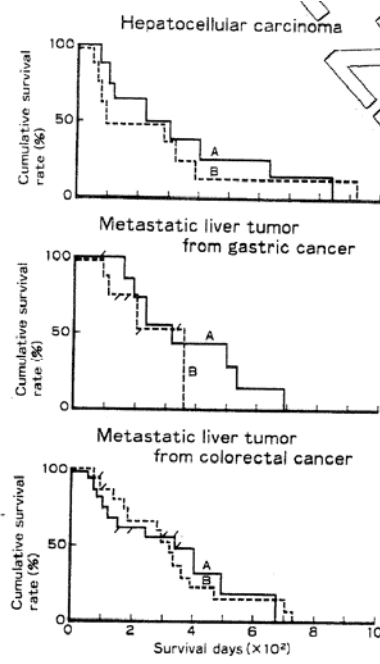 Hepatocellular carcinoma
Cumulative survival
rate (%)
100
50
0
A
B
Metastatic liver tumor
from gastric cancer
Cumulative survival
rate (%)
100
50
0
A
B
Metastatic liver tumor
from colorectal cancer
Cumulative survival
rate (%)
100
50
0
A
B
0 2 4 6 8 10
Survival days (×10²)